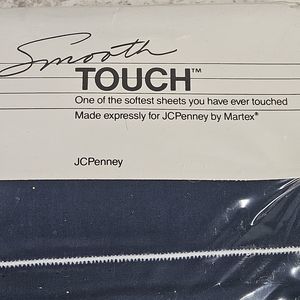 Smooth
TOUCH™
One of the softest sheets you have ever touched
Made expressly for JCPenney by Martex®
JCPenney